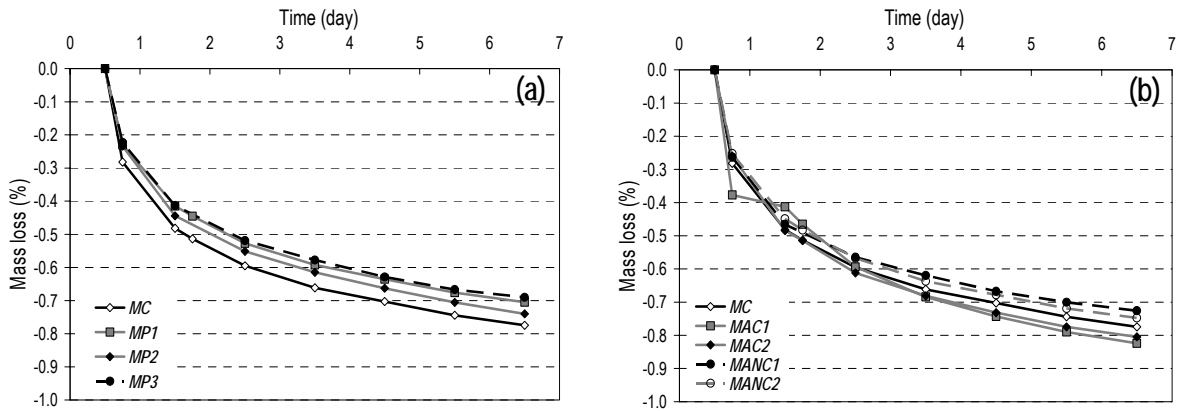 Time (day)
0 1 2 3 4 5 6 7
0.0
-0.1
-0.2
-0.3
-0.4
-0.5
-0.6
-0.7
-0.8
-0.9
-1.0
Mass loss (%)
(a)
MC
MP1
MP2
MP3
Time (day)
0 1 2 3 4 5 6 7
0.0
-0.1
-0.2
-0.3
-0.4
-0.5
-0.6
-0.7
-0.8
-0.9
-1.0
Mass loss (%)
(b)
MC
MAC1
MAC2
MANC1
MANC2